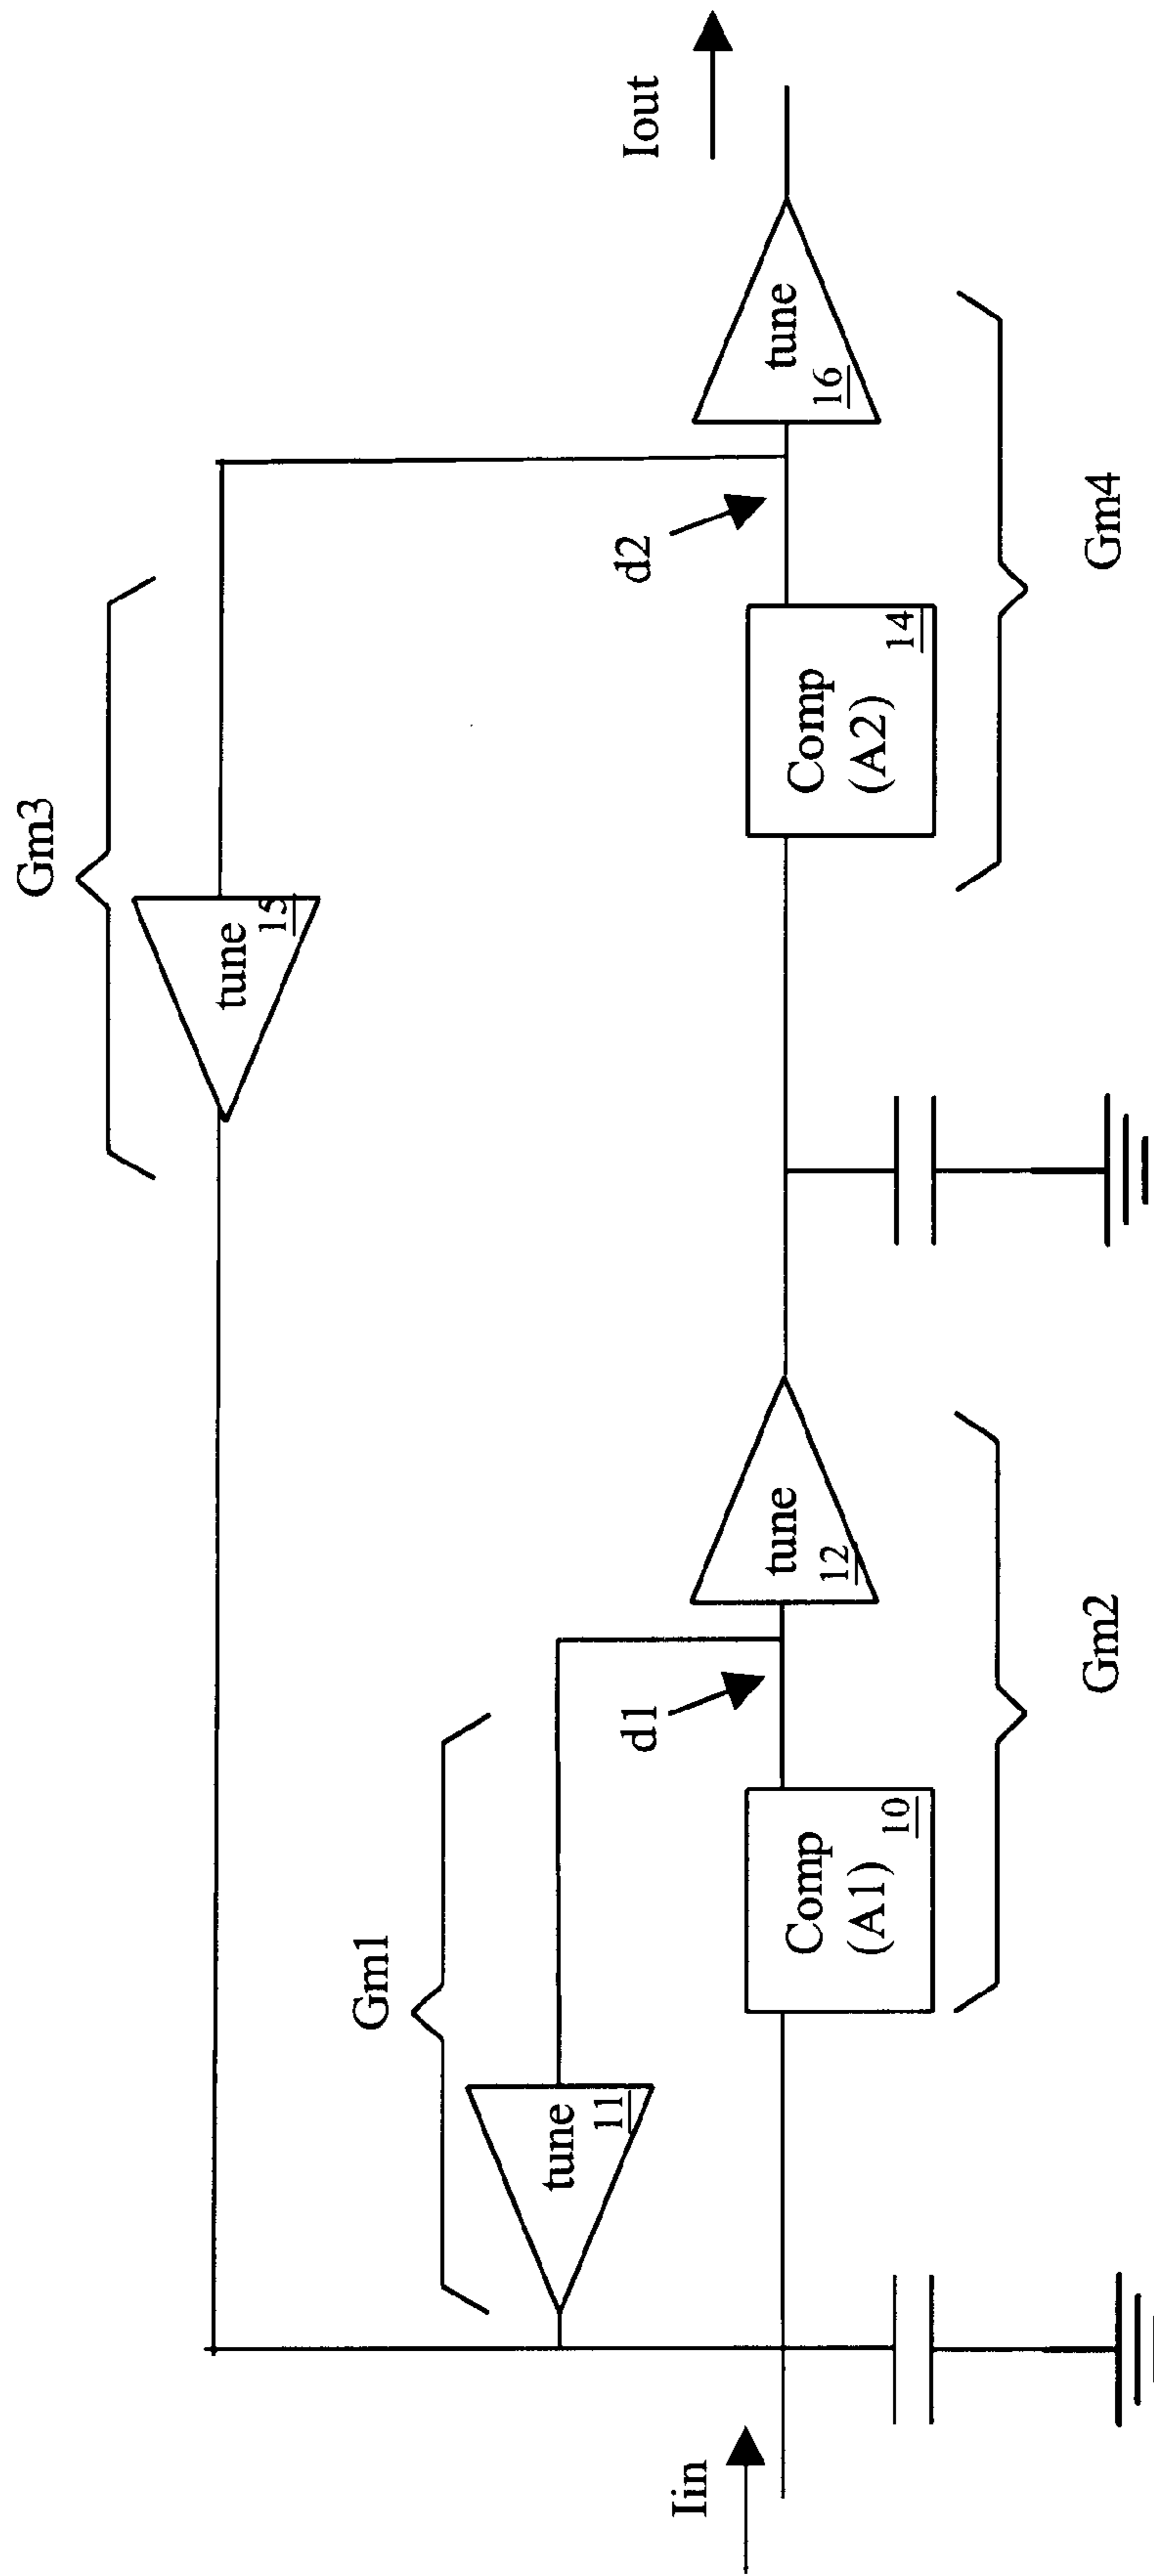 Gm3
tune
15
Gm1
tune
11
Iin
Comp
(A1)
10
d1
tune
12
Gm2
Comp
(A2)
14
d2
tune
16
Gm4
Iout